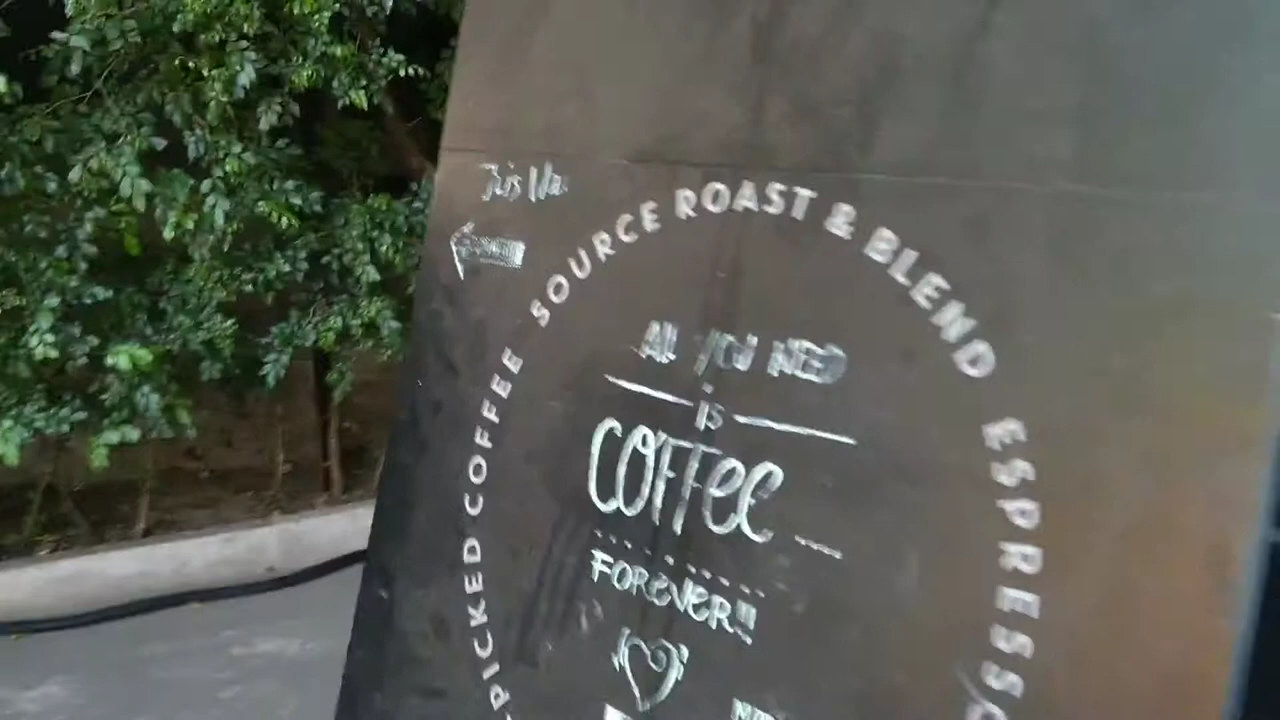 SOURCE ROAST & BLEND ESPRESS
PICKED COFFEE
All YOU NEED
is
COFFee
FOReVeR!!